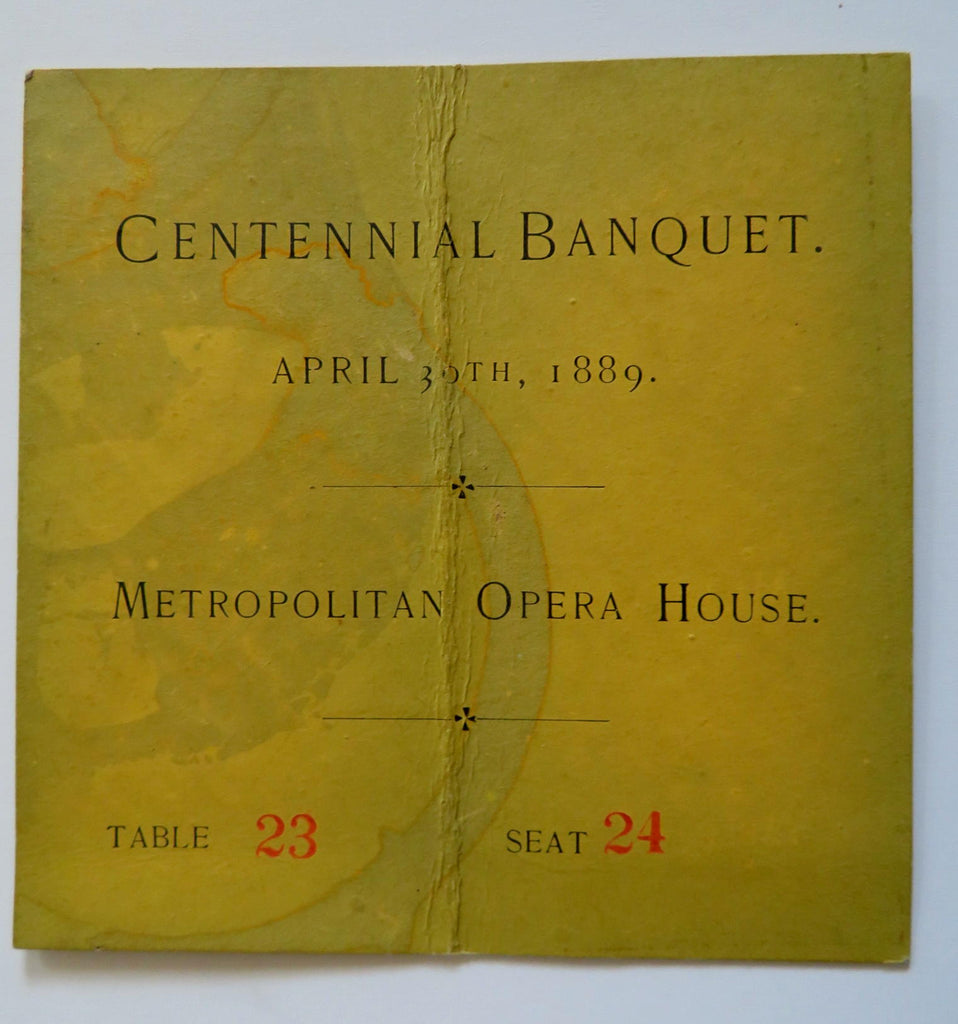 CENTENNIAL BANQUET.
APRIL 30TH, 1889.
METROPOLITAN OPERA HOUSE.
TABLE 23 SEAT 24